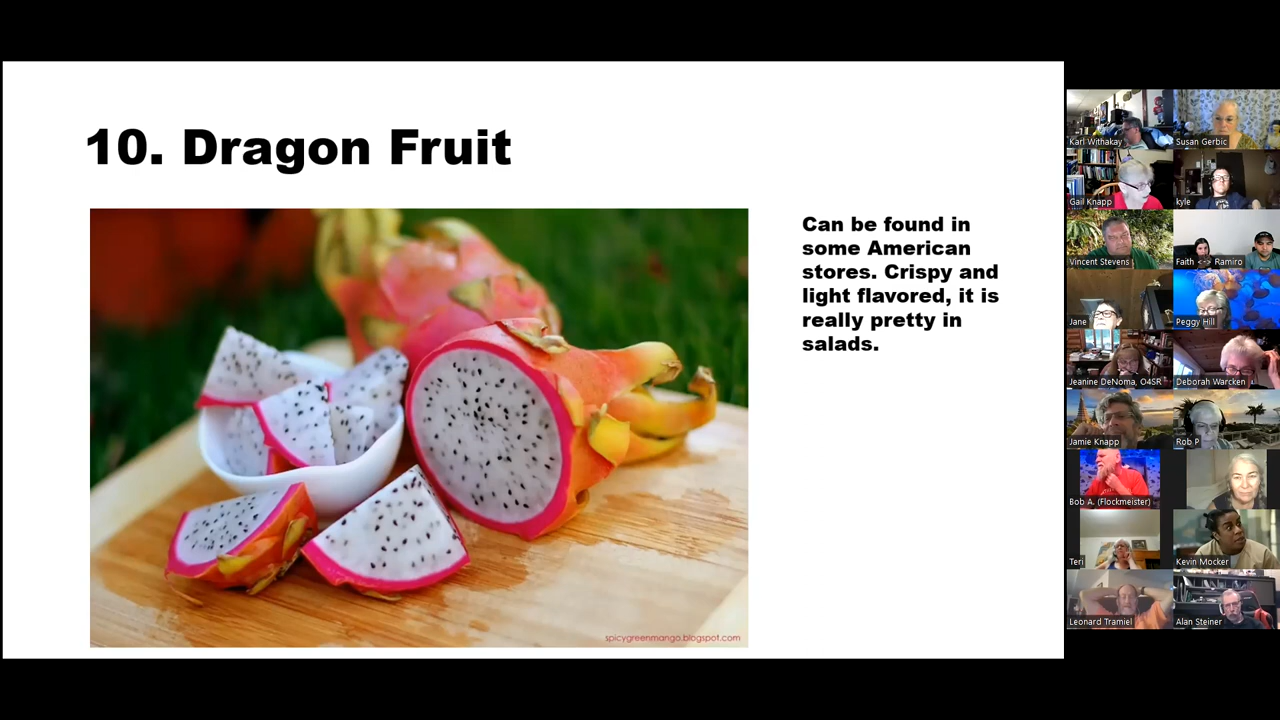 10. Dragon Fruit
Can be found in
some American
stores. Crispy and
light flavored, it is
really pretty in
salads.
spicygreenmango.blogspot.com
Karl Withakay
Susan Gerbic
Gail Knapp
kyle
Vincent Stevens
Faith <-> Ramiro
Jane
Peggy Hill
Jeanine DeNoma, O4SR
Deborah Warcken
Jamie Knapp
Rob P
Bob A. (Flockmeister)
Teri
Kevin Mocker
Leonard Tramiel
Alan Steiner